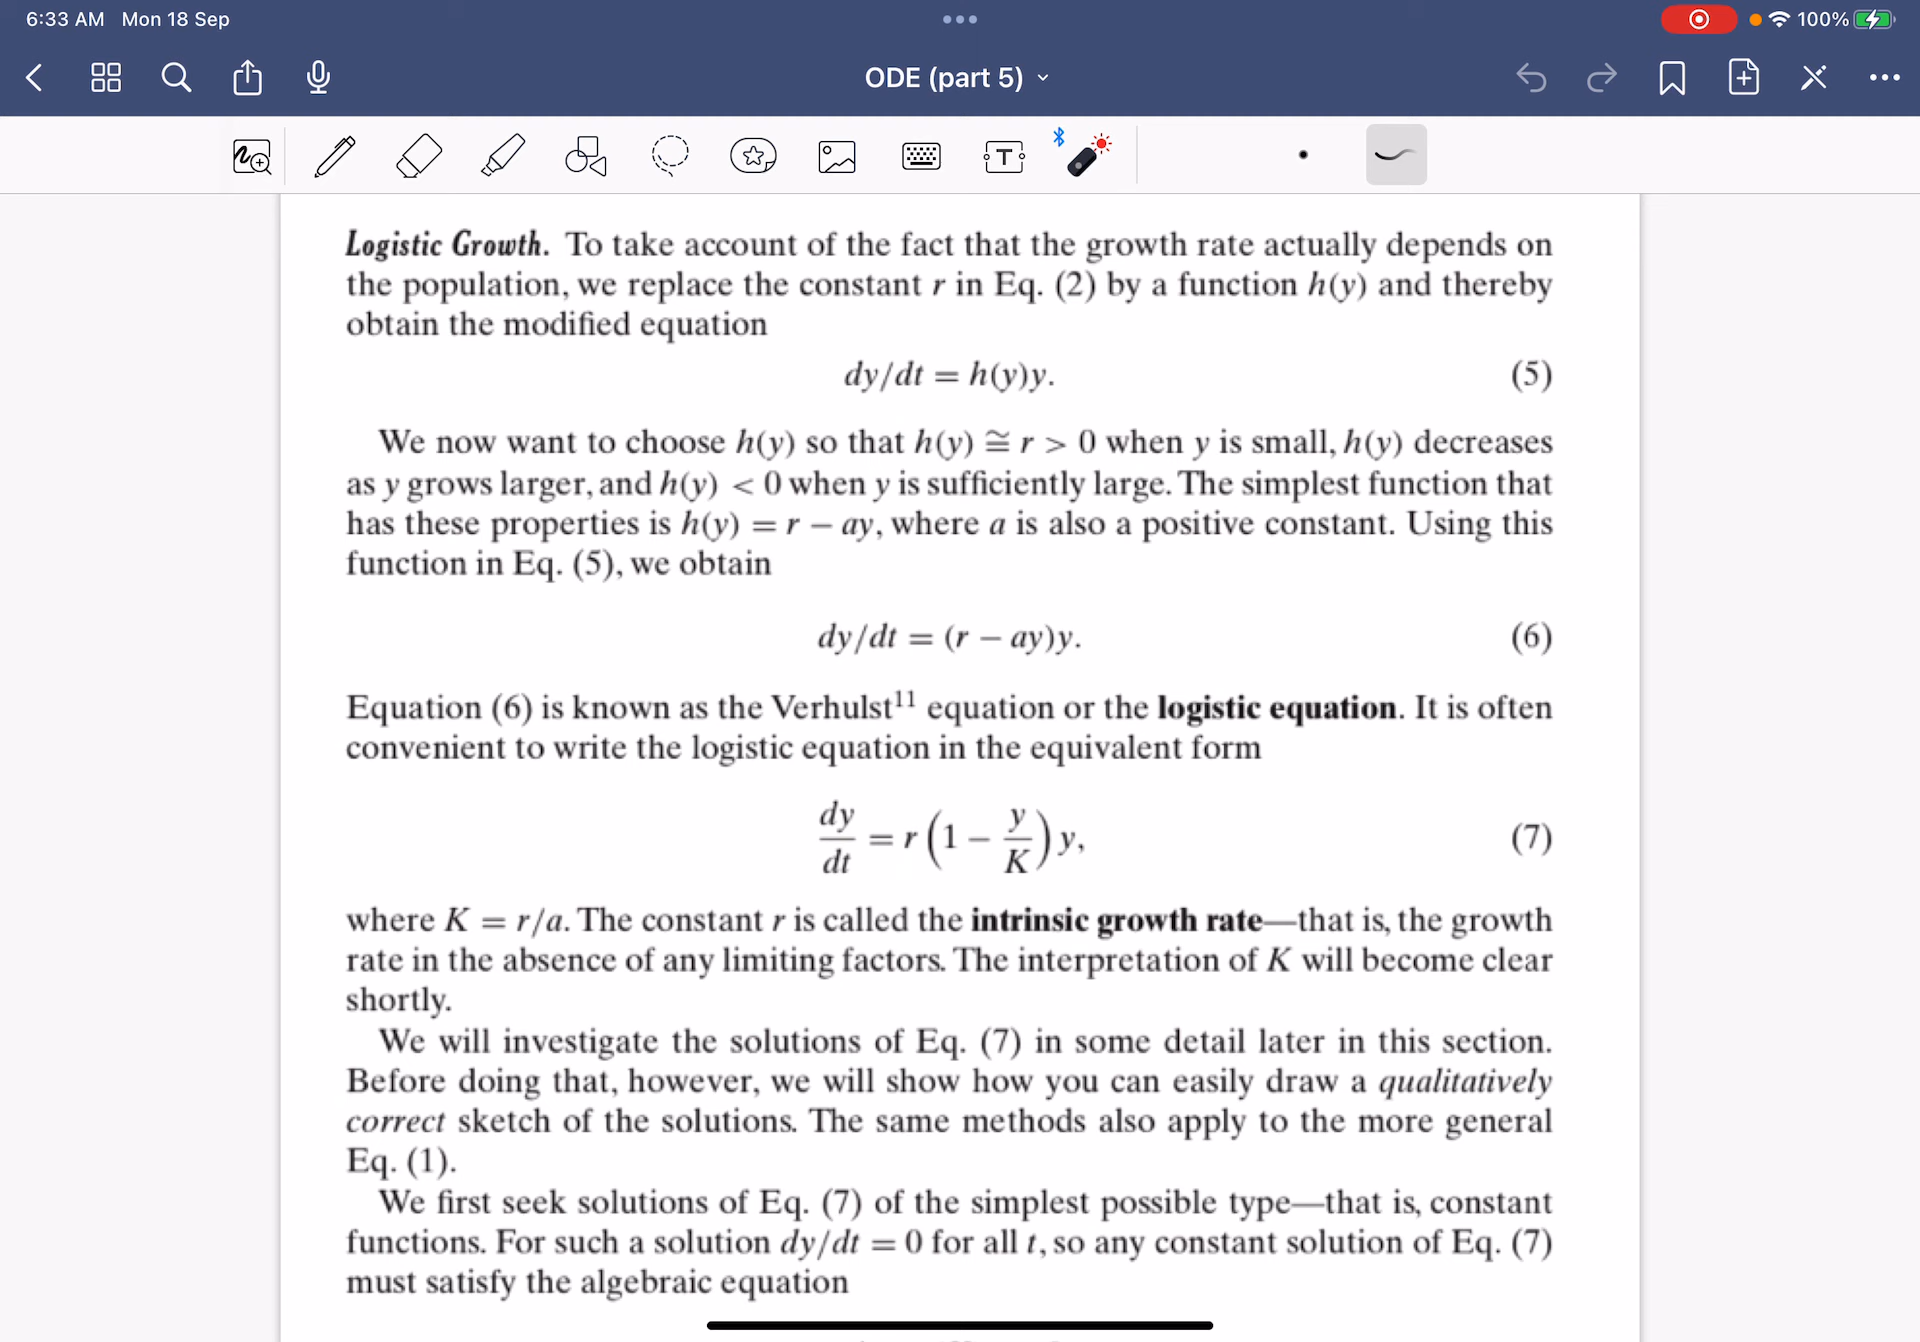 6:33 AM Mon 18 Sep
100%
ODE (part 5)
Logistic Growth. To take account of the fact that the growth rate actually depends on
the population, we replace the constant r in Eq. (2) by a function h(y) and thereby
obtain the modified equation
dy/dt = h(y)y. (5)
We now want to choose h(y) so that h(y) ≅ r > 0 when y is small, h(y) decreases
as y grows larger, and h(y) < 0 when y is sufficiently large. The simplest function that
has these properties is h(y) = r − ay, where a is also a positive constant. Using this
function in Eq. (5), we obtain
dy/dt = (r − ay)y. (6)
Equation (6) is known as the Verhulst¹¹ equation or the logistic equation. It is often
convenient to write the logistic equation in the equivalent form
dy/dt = r(1 − y/K)y, (7)
where K = r/a. The constant r is called the intrinsic growth rate—that is, the growth
rate in the absence of any limiting factors. The interpretation of K will become clear
shortly.
We will investigate the solutions of Eq. (7) in some detail later in this section.
Before doing that, however, we will show how you can easily draw a qualitatively
correct sketch of the solutions. The same methods also apply to the more general
Eq. (1).
We first seek solutions of Eq. (7) of the simplest possible type—that is, constant
functions. For such a solution dy/dt = 0 for all t, so any constant solution of Eq. (7)
must satisfy the algebraic equation